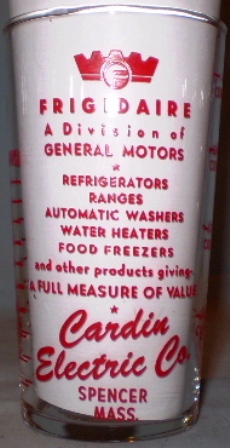 FRIGIDAIRE
A Division of
GENERAL MOTORS
REFRIGERATORS
RANGES
AUTOMATIC WASHERS
WATER HEATERS
FOOD FREEZERS
and other products giving
A FULL MEASURE OF VALUE
Cardin
Electric Co.
SPENCER
MASS.